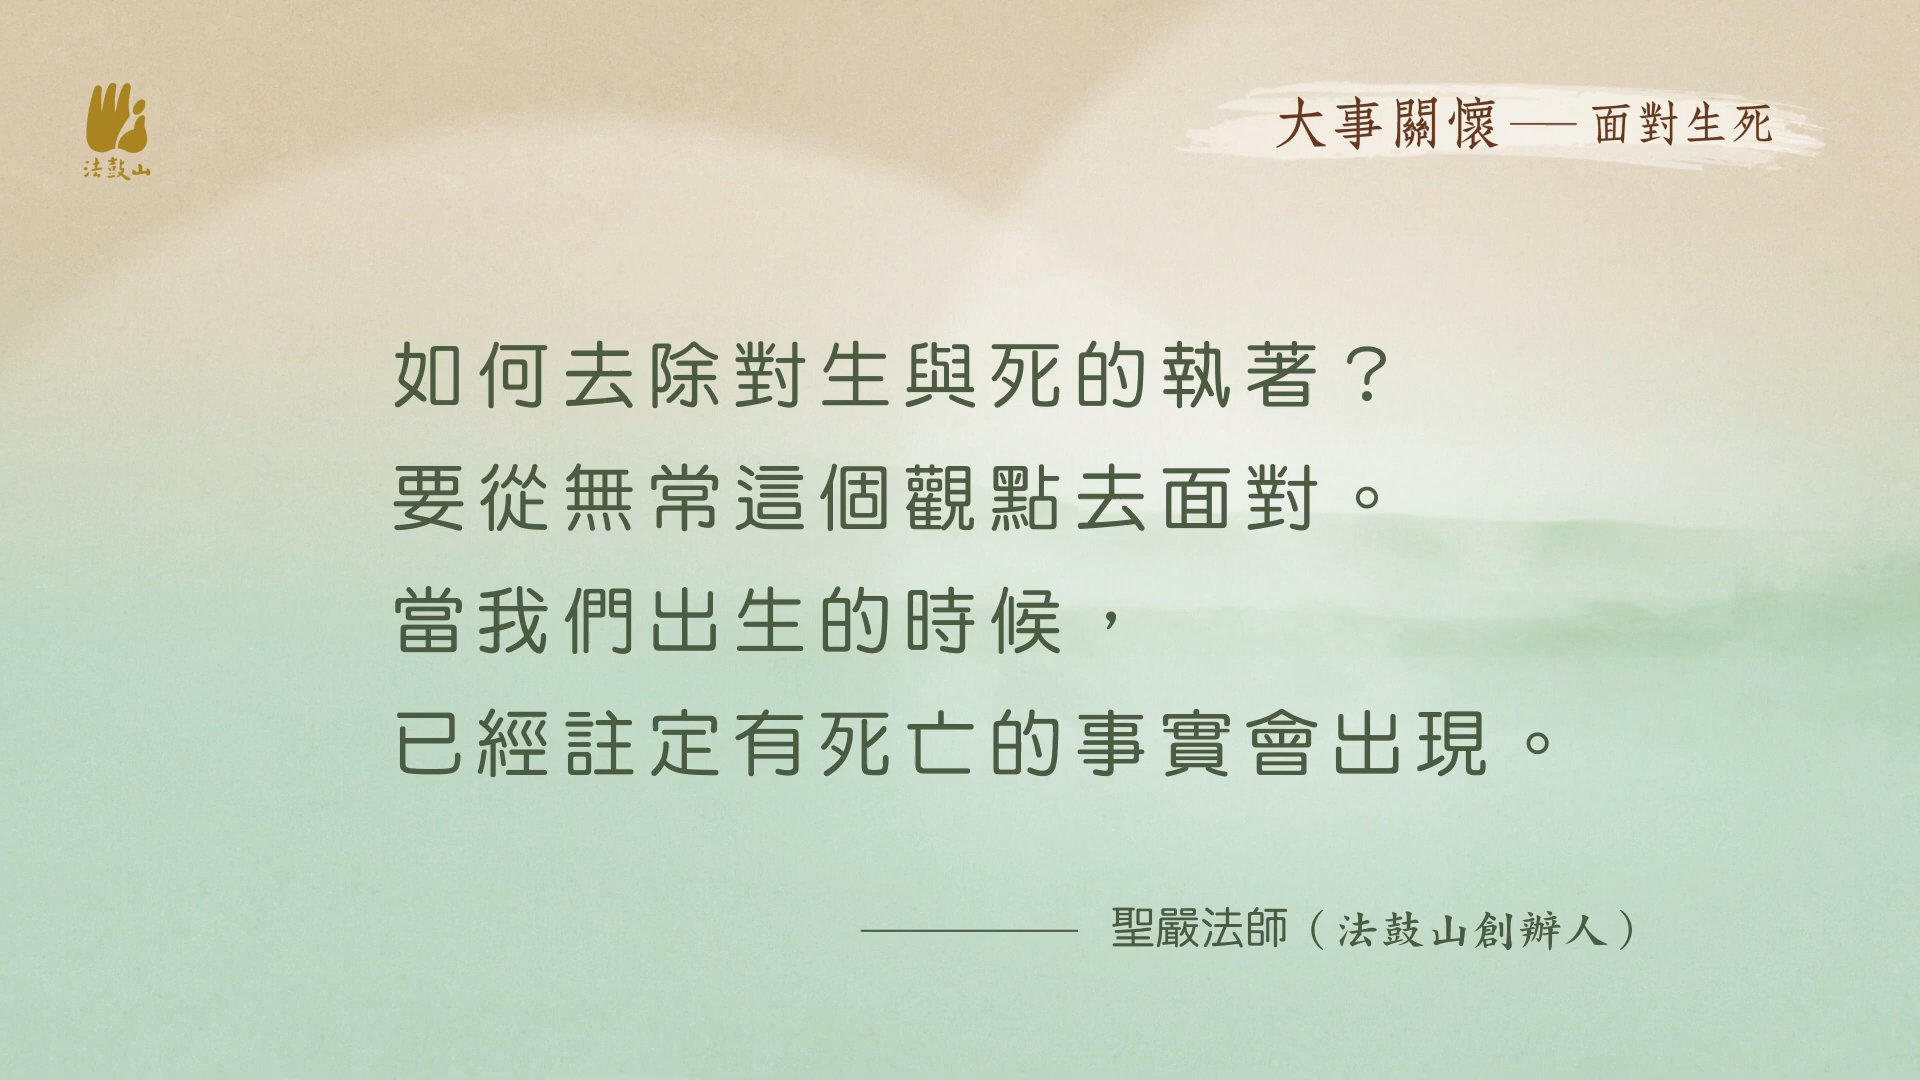 法鼓山
大事關懷——面對生死
如何去除對生與死的執著？
要從無常這個觀點去面對。
當我們出生的時候，
已經註定有死亡的事實會出現。
——— 聖嚴法師（法鼓山創辦人）